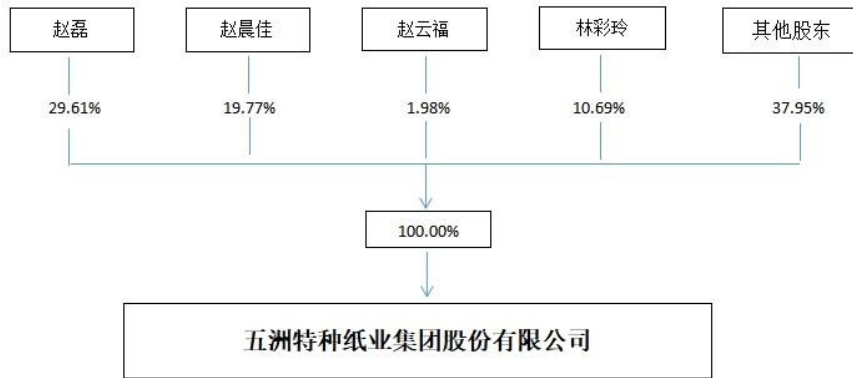 赵磊
赵晨佳
赵云福
林彩玲
其他股东
29.61%
19.77%
1.98%
10.69%
37.95%
100.00%
五洲特种纸业集团股份有限公司